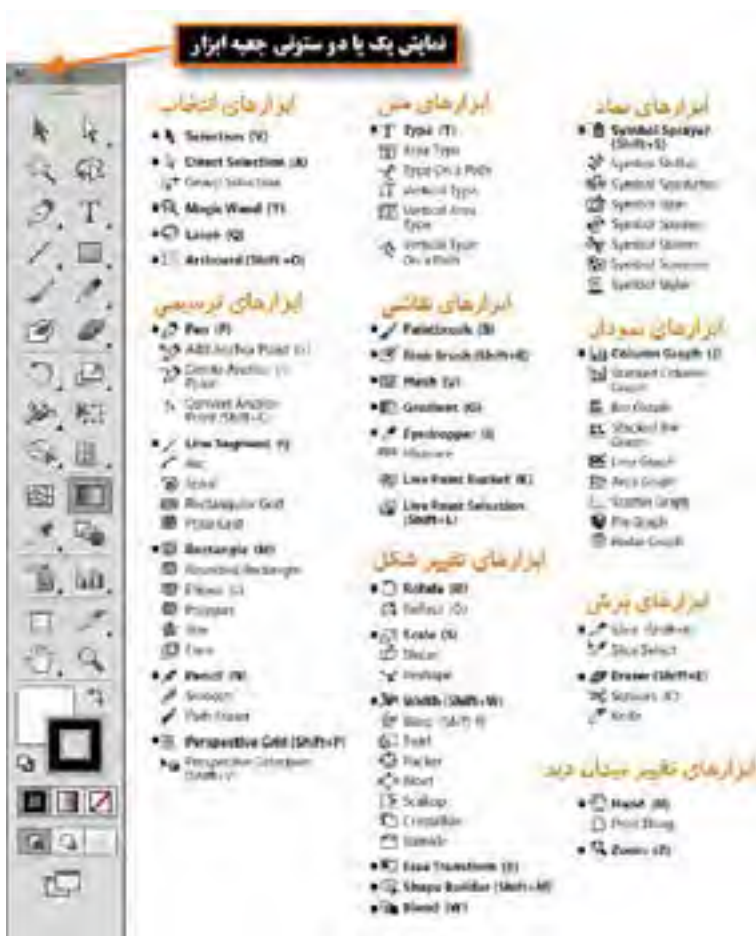 نمایش یک یا دو ستونی جعبه ابزار
ابزارهای انتخاب
Selection (V)
Direct Selection (A)
Magic Wand (Y)
Lasso (Q)
Artboard (Shift+O)
ابزارهای ترسیمی
Pen (P)
Add Anchor Point (+)
Delete Anchor
Point
Convert Anchor
Point (Shift+C)
Line Segment (\)
Arc
Spiral
Rectangular Grid
Polar Grid
Rectangle (M)
Rounded Rectangle
Ellipse (L)
Polygon
Star
Flare
Pencil (N)
Smooth
Path Eraser
Perspective Grid (Shift+P)
Perspective Selection
(Shift+V)
ابزارهای متن
Type (T)
Area Type
Type On a Path
Vertical Type
Vertical Area
Type
Vertical Type
On a Path
ابزارهای نقاشی
Paintbrush (B)
Blob Brush (Shift+B)
Mesh (U)
Gradient (G)
Eyedropper (I)
Measure
Live Paint Bucket (K)
Live Paint Selection
(Shift+L)
ابزارهای تغییر شکل
Rotate (R)
Reflect (O)
Scale (S)
Shear
Reshape
Width (Shift+W)
Warp (Shift+R)
Twirl
Pucker
Bloat
Scallop
Crystallize
Wrinkle
Free Transform (E)
Shape Builder (Shift+M)
Blend (W)
ابزارهای نماد
Symbol Sprayer
(Shift+S)
Symbol Shifter
Symbol Scruncher
Symbol Sizer
Symbol Spinner
Symbol Stainer
Symbol Screener
Symbol Styler
ابزارهای نمودار
Column Graph (J)
Stacked Column
Graph
Bar Graph
Stacked Bar
Graph
Line Graph
Area Graph
Scatter Graph
Pie Graph
Radar Graph
ابزارهای برش
Slice (Shift+K)
Slice Select
Eraser (Shift+E)
Scissors (C)
Knife
ابزارهای تغییر میدان دید
Hand (H)
Print Tiling
Zoom (Z)